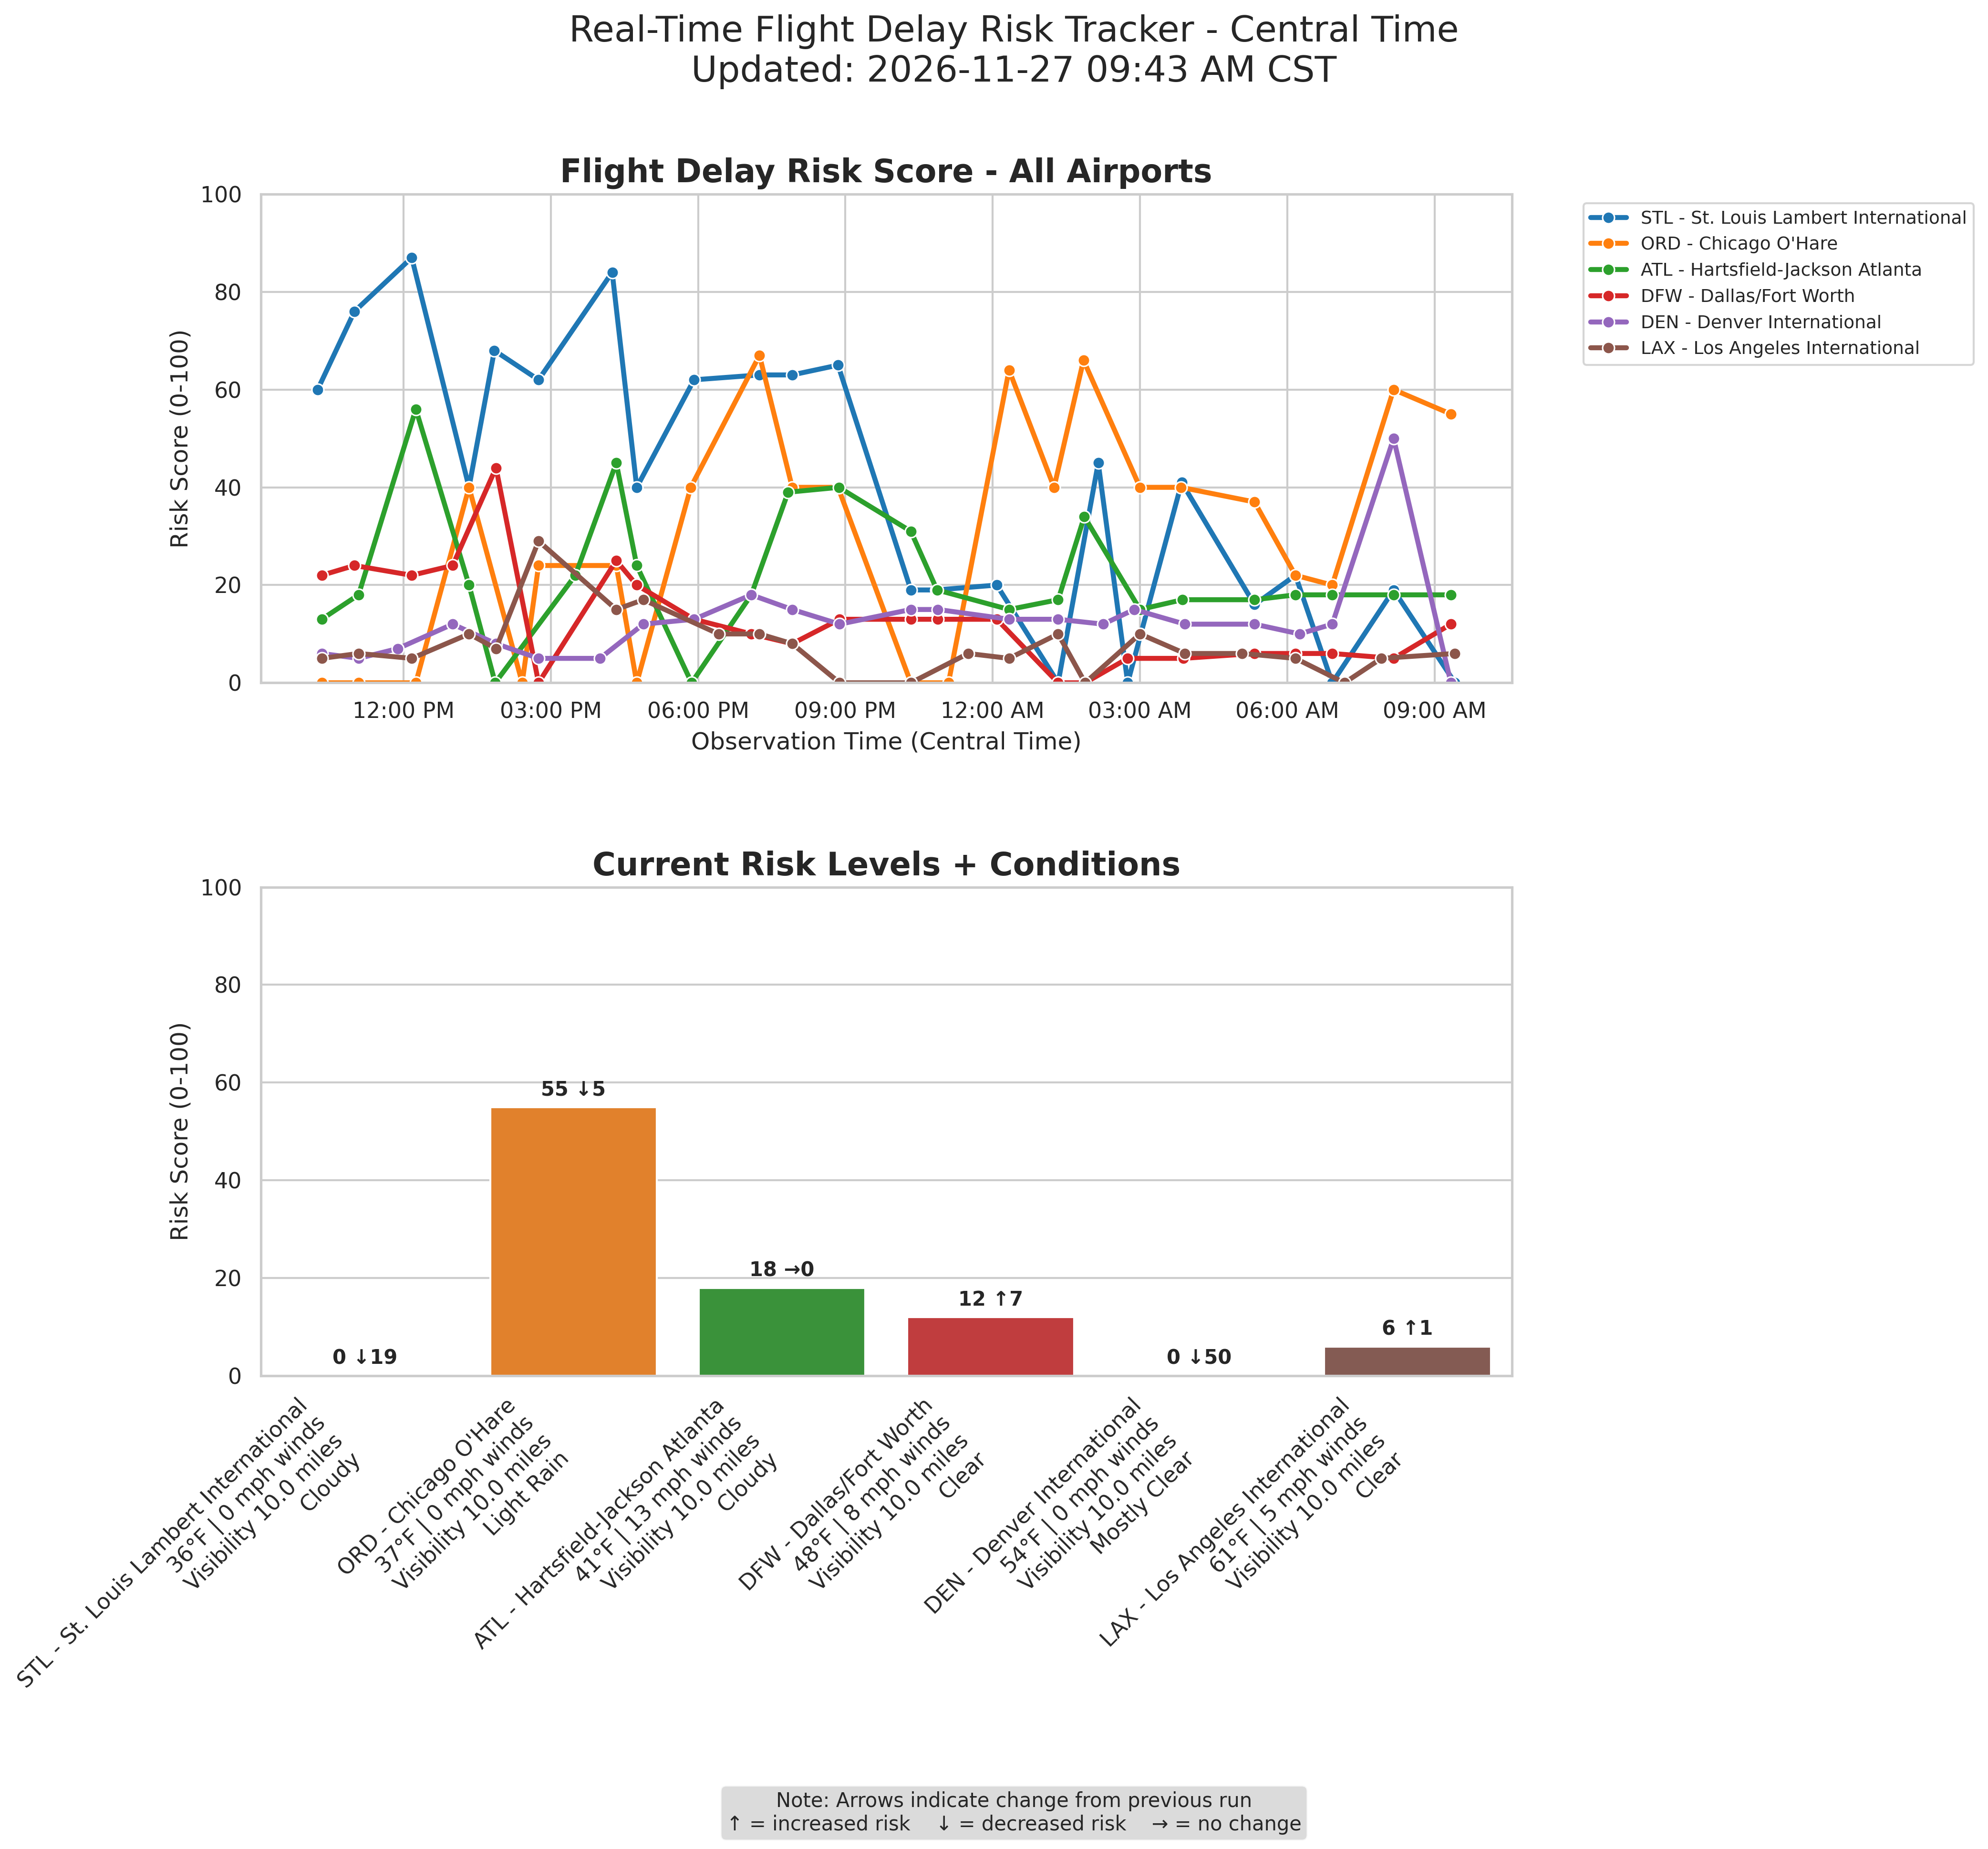 Real-Time Flight Delay Risk Tracker - Central Time
Updated: 2026-11-27 09:43 AM CST
Flight Delay Risk Score - All Airports
100
80
60
40
20
0
Risk Score (0-100)
12:00 PM
03:00 PM
06:00 PM
09:00 PM
12:00 AM
03:00 AM
06:00 AM
09:00 AM
Observation Time (Central Time)
STL - St. Louis Lambert International
ORD - Chicago O'Hare
ATL - Hartsfield-Jackson Atlanta
DFW - Dallas/Fort Worth
DEN - Denver International
LAX - Los Angeles International
Current Risk Levels + Conditions
100
80
60
40
20
0
Risk Score (0-100)
0 ↓19
55 ↓5
18 →0
12 ↑7
0 ↓50
6 ↑1
STL - St. Louis Lambert International
36°F | 0 mph winds
Visibility 10.0 miles
Cloudy
ORD - Chicago O'Hare
37°F | 0 mph winds
Visibility 10.0 miles
Light Rain
ATL - Hartsfield-Jackson Atlanta
41°F | 13 mph winds
Visibility 10.0 miles
Cloudy
DFW - Dallas/Fort Worth
48°F | 8 mph winds
Visibility 10.0 miles
Clear
DEN - Denver International
54°F | 0 mph winds
Visibility 10.0 miles
Mostly Clear
LAX - Los Angeles International
61°F | 5 mph winds
Visibility 10.0 miles
Clear
Note: Arrows indicate change from previous run
↑ = increased risk ↓ = decreased risk → = no change